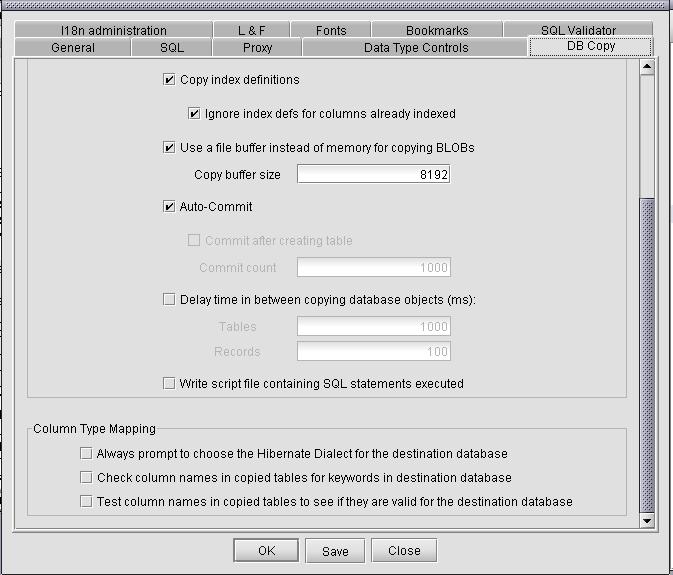 I18n administration L & F Fonts Bookmarks SQL Validator
General SQL Proxy Data Type Controls DB Copy
Copy index definitions
Ignore index defs for columns already indexed
Use a file buffer instead of memory for copying BLOBs
Copy buffer size 8192
Auto-Commit
Commit after creating table
Commit count 1000
Delay time in between copying database objects (ms):
Tables 1000
Records 100
Write script file containing SQL statements executed
Column Type Mapping
Always prompt to choose the Hibernate Dialect for the destination database
Check column names in copied tables for keywords in destination database
Test column names in copied tables to see if they are valid for the destination database
OK Save Close